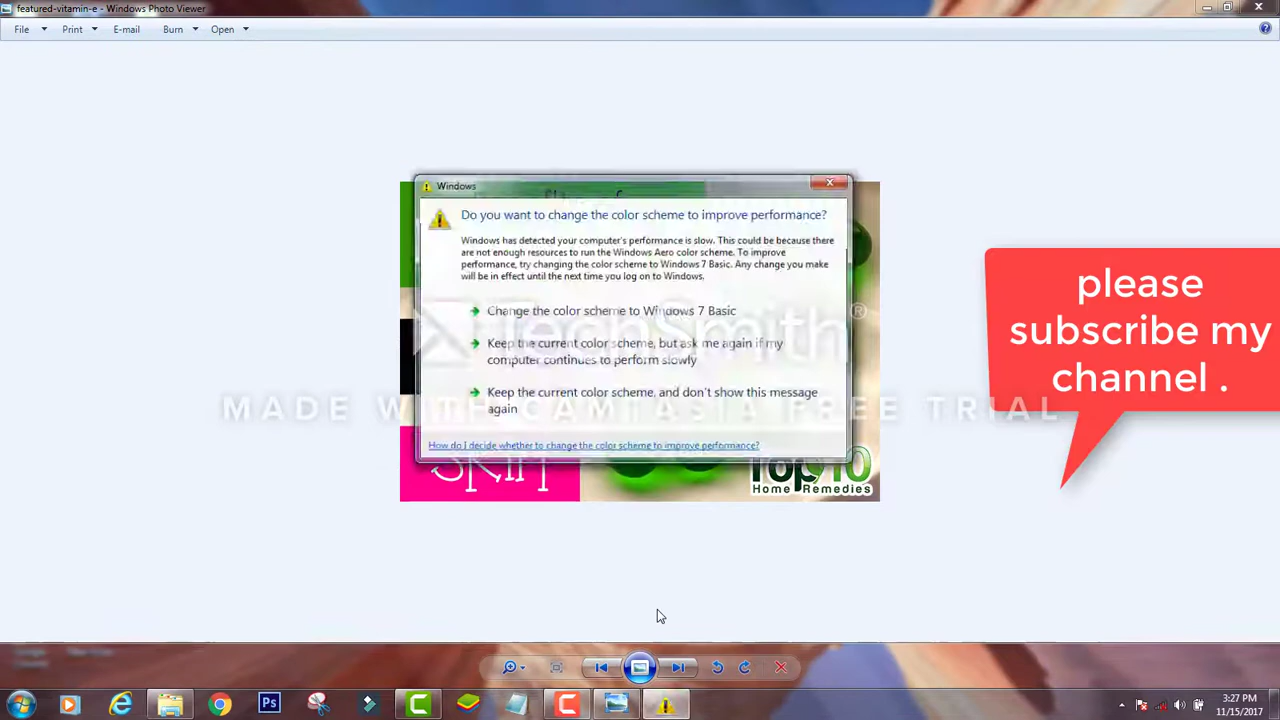 featured-vitamin-e - Windows Photo Viewer
File Print E-mail Burn Open
Windows
Do you want to change the color scheme to improve performance?
Windows has detected your computer's performance is slow. This could be because there
are not enough resources to run the Windows Aero color scheme. To improve
performance, try changing the color scheme to Windows 7 Basic. Any change you make
will be in effect until the next time you log on to Windows.
Change the color scheme to Windows 7 Basic
Keep the current color scheme, but ask me again if my
computer continues to perform slowly
Keep the current color scheme, and don't show this message
again
How do I decide whether to change the color scheme to improve performance?
TechSmith®
MADE WITH CAMTASIA FREE TRIAL
please
subscribe my
channel .
Skin
Top10
Home Remedies
Ps
3:27 PM
11/15/2017